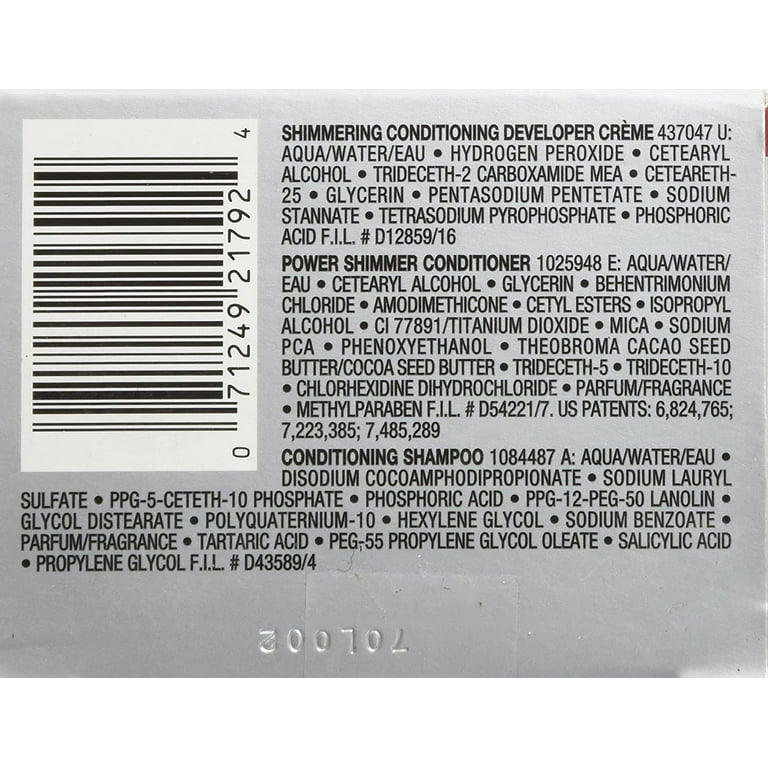 SHIMMERING CONDITIONING DEVELOPER CRÈME 437047 U:
AQUA/WATER/EAU • HYDROGEN PEROXIDE • CETEARYL
ALCOHOL • TRIDECETH-2 CARBOXAMIDE MEA • CETEARETH-
25 • GLYCERIN • PENTASODIUM PENTETATE • SODIUM
STANNATE • TETRASODIUM PYROPHOSPHATE • PHOSPHORIC
ACID F.I.L. # D12859/16
POWER SHIMMER CONDITIONER 1025948 E: AQUA/WATER/
EAU • CETEARYL ALCOHOL • GLYCERIN • BEHENTRIMONIUM
CHLORIDE • AMODIMETHICONE • CETYL ESTERS • ISOPROPYL
ALCOHOL • CI 77891/TITANIUM DIOXIDE • MICA • SODIUM
PCA • PHENOXYETHANOL • THEOBROMA CACAO SEED
BUTTER/COCOA SEED BUTTER • TRIDECETH-5 • TRIDECETH-10
• CHLORHEXIDINE DIHYDROCHLORIDE • PARFUM/FRAGRANCE
• METHYLPARABEN F.I.L. # D54221/7. US PATENTS: 6,824,765;
7,223,385; 7,485,289
CONDITIONING SHAMPOO 1084487 A: AQUA/WATER/EAU •
DISODIUM COCOAMPHODIPROPIONATE • SODIUM LAURYL
SULFATE • PPG-5-CETETH-10 PHOSPHATE • PHOSPHORIC ACID • PPG-12-PEG-50 LANOLIN •
GLYCOL DISTEARATE • POLYQUATERNIUM-10 • HEXYLENE GLYCOL • SODIUM BENZOATE •
PARFUM/FRAGRANCE • TARTARIC ACID • PEG-55 PROPYLENE GLYCOL OLEATE • SALICYLIC ACID
• PROPYLENE GLYCOL F.I.L. # D43589/4
0 71249 21792 4
70L002